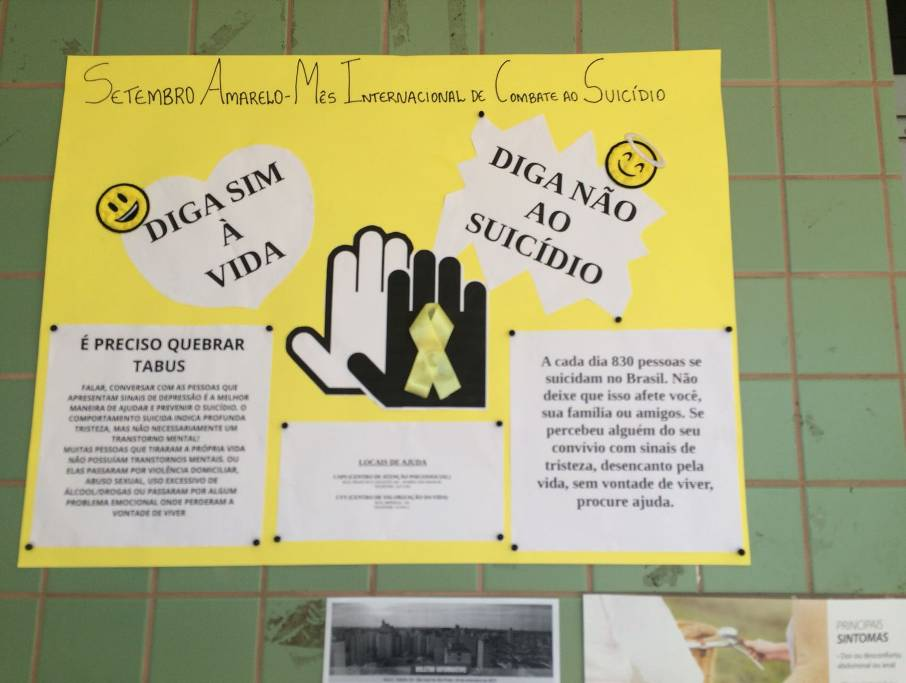 SETEMBRO AMARELO - MÊS INTERNACIONAL DE COMBATE AO SUICÍDIO
DIGA SIM
À
VIDA
DIGA NÃO
AO
SUICÍDIO
É PRECISO QUEBRAR
TABUS
FALAR, CONVERSAR COM AS PESSOAS QUE
APRESENTAM SINAIS DE DEPRESSÃO É A MELHOR
MANEIRA DE AJUDAR E PREVENIR O SUICÍDIO. O
COMPORTAMENTO SUICIDA INDICA PROFUNDA
TRISTEZA, MAS NÃO NECESSARIAMENTE UM
TRANSTORNO MENTAL!
MUITAS PESSOAS QUE TIRARAM A PRÓPRIA VIDA
NÃO POSSUÍAM TRANSTORNOS MENTAIS. OU
ELAS PASSARAM POR VIOLÊNCIA DOMICILIAR,
ABUSO SEXUAL, USO EXCESSIVO DE
ÁLCOOL/DROGAS OU PASSARAM POR ALGUM
PROBLEMA EMOCIONAL ONDE PERDERAM A
VONTADE DE VIVER
LOCAIS DE AJUDA
CAPS (CENTRO DE ATENÇÃO PSICOSSOCIAL)
CVV (CENTRO DE VALORIZAÇÃO DA VIDA)
A cada dia 830 pessoas se
suicidam no Brasil. Não
deixe que isso afete você,
sua família ou amigos. Se
percebeu alguém do seu
convívio com sinais de
tristeza, desencanto pela
vida, sem vontade de viver,
procure ajuda.
BOLETIM INFORMATIVO
PRINCIPAIS
SINTOMAS
- Dor ou desconforto
abdominal ou anal